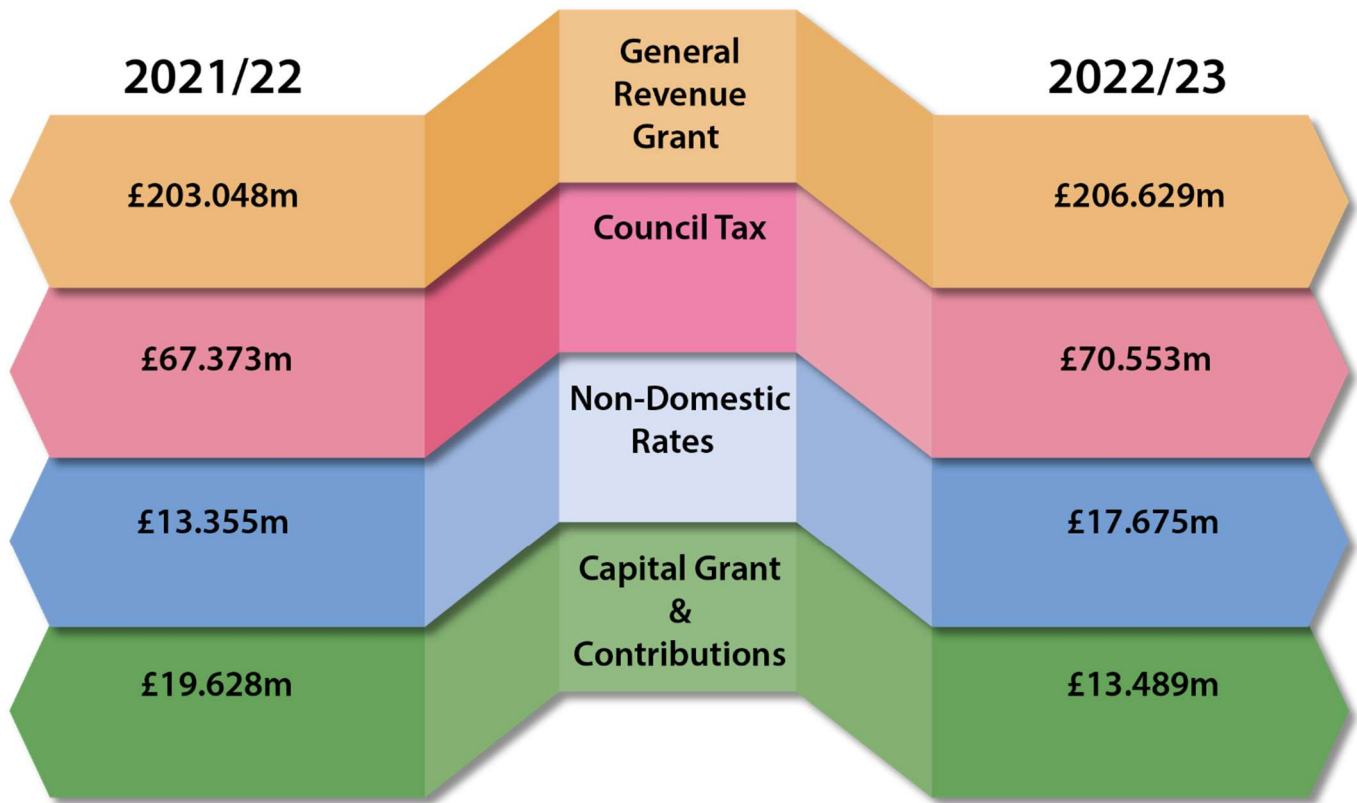 2021/22
General
Revenue
Grant
2022/23
£203.048m
£206.629m
Council Tax
£67.373m
£70.553m
Non-Domestic
Rates
£13.355m
£17.675m
Capital Grant
&
Contributions
£19.628m
£13.489m